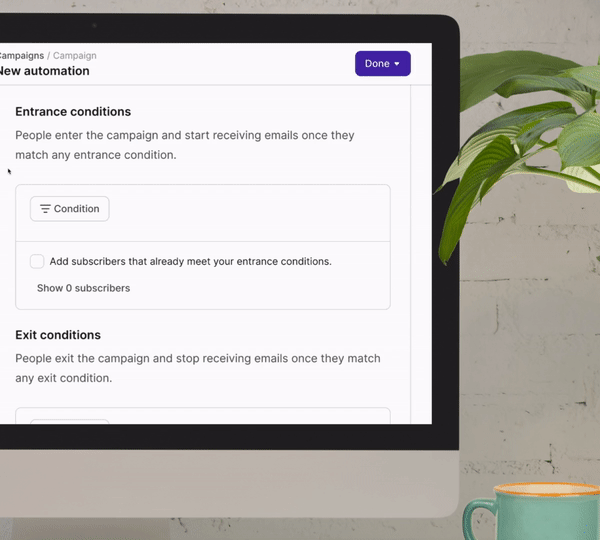 Campaigns / Campaign
New automation
Done
Entrance conditions
People enter the campaign and start receiving emails once they
match any entrance condition.
Condition
Add subscribers that already meet your entrance conditions.
Show 0 subscribers
Exit conditions
People exit the campaign and stop receiving emails once they match
any exit condition.